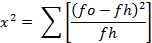 x² = ∑[(fo − fh)²/fh]